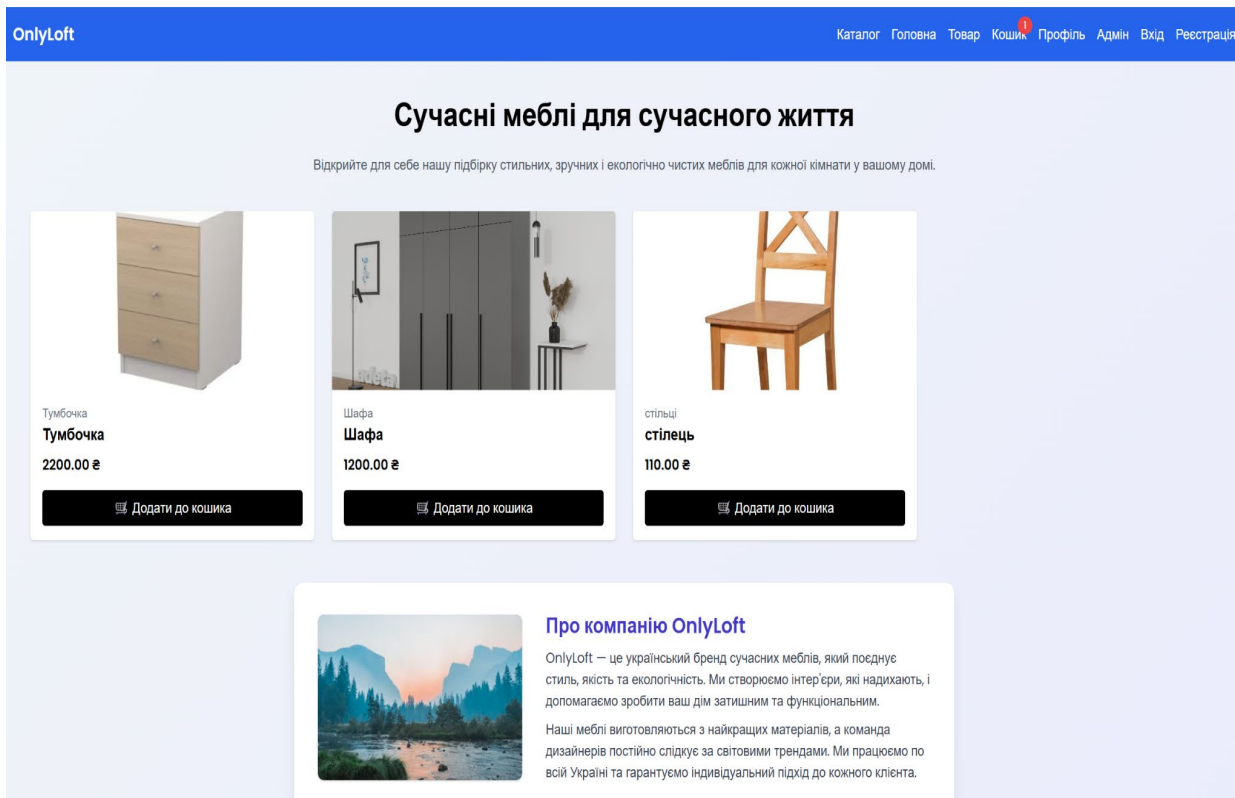 OnlyLoft
Каталог Головна Товар Кошик 1 Профіль Адмін Вхід Реєстрація
Сучасні меблі для сучасного життя
Відкрийте для себе нашу підбірку стильних, зручних і екологічно чистих меблів для кожної кімнати у вашому домі.
Тумбочка
Тумбочка
2200.00 ₴
🛒 Додати до кошика
Шафа
Шафа
1200.00 ₴
🛒 Додати до кошика
стільці
стілець
110.00 ₴
🛒 Додати до кошика
Про компанію OnlyLoft
OnlyLoft — це український бренд сучасних меблів, який поєднує
стиль, якість та екологічність. Ми створюємо інтер'єри, які надихають, і
допомагаємо зробити ваш дім затишним та функціональним.
Наші меблі виготовляються з найкращих матеріалів, а команда
дизайнерів постійно слідкує за світовими трендами. Ми працюємо по
всій Україні та гарантуємо індивідуальний підхід до кожного клієнта.